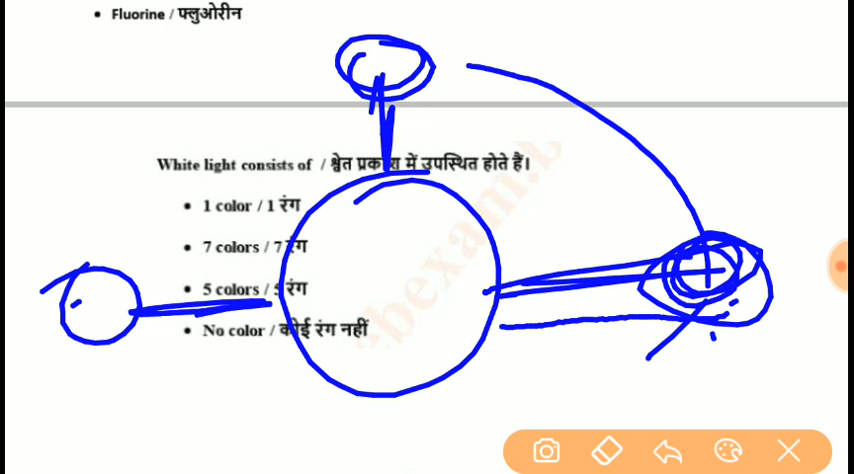 • Fluorine / फ्लुओरीन
White light consists of / श्वेत प्रकाश में उपस्थित होते हैं।
• 1 color / 1 रंग
• 7 colors / 7 रंग
• 5 colors / 5 रंग
• No color / कोई रंग नहीं